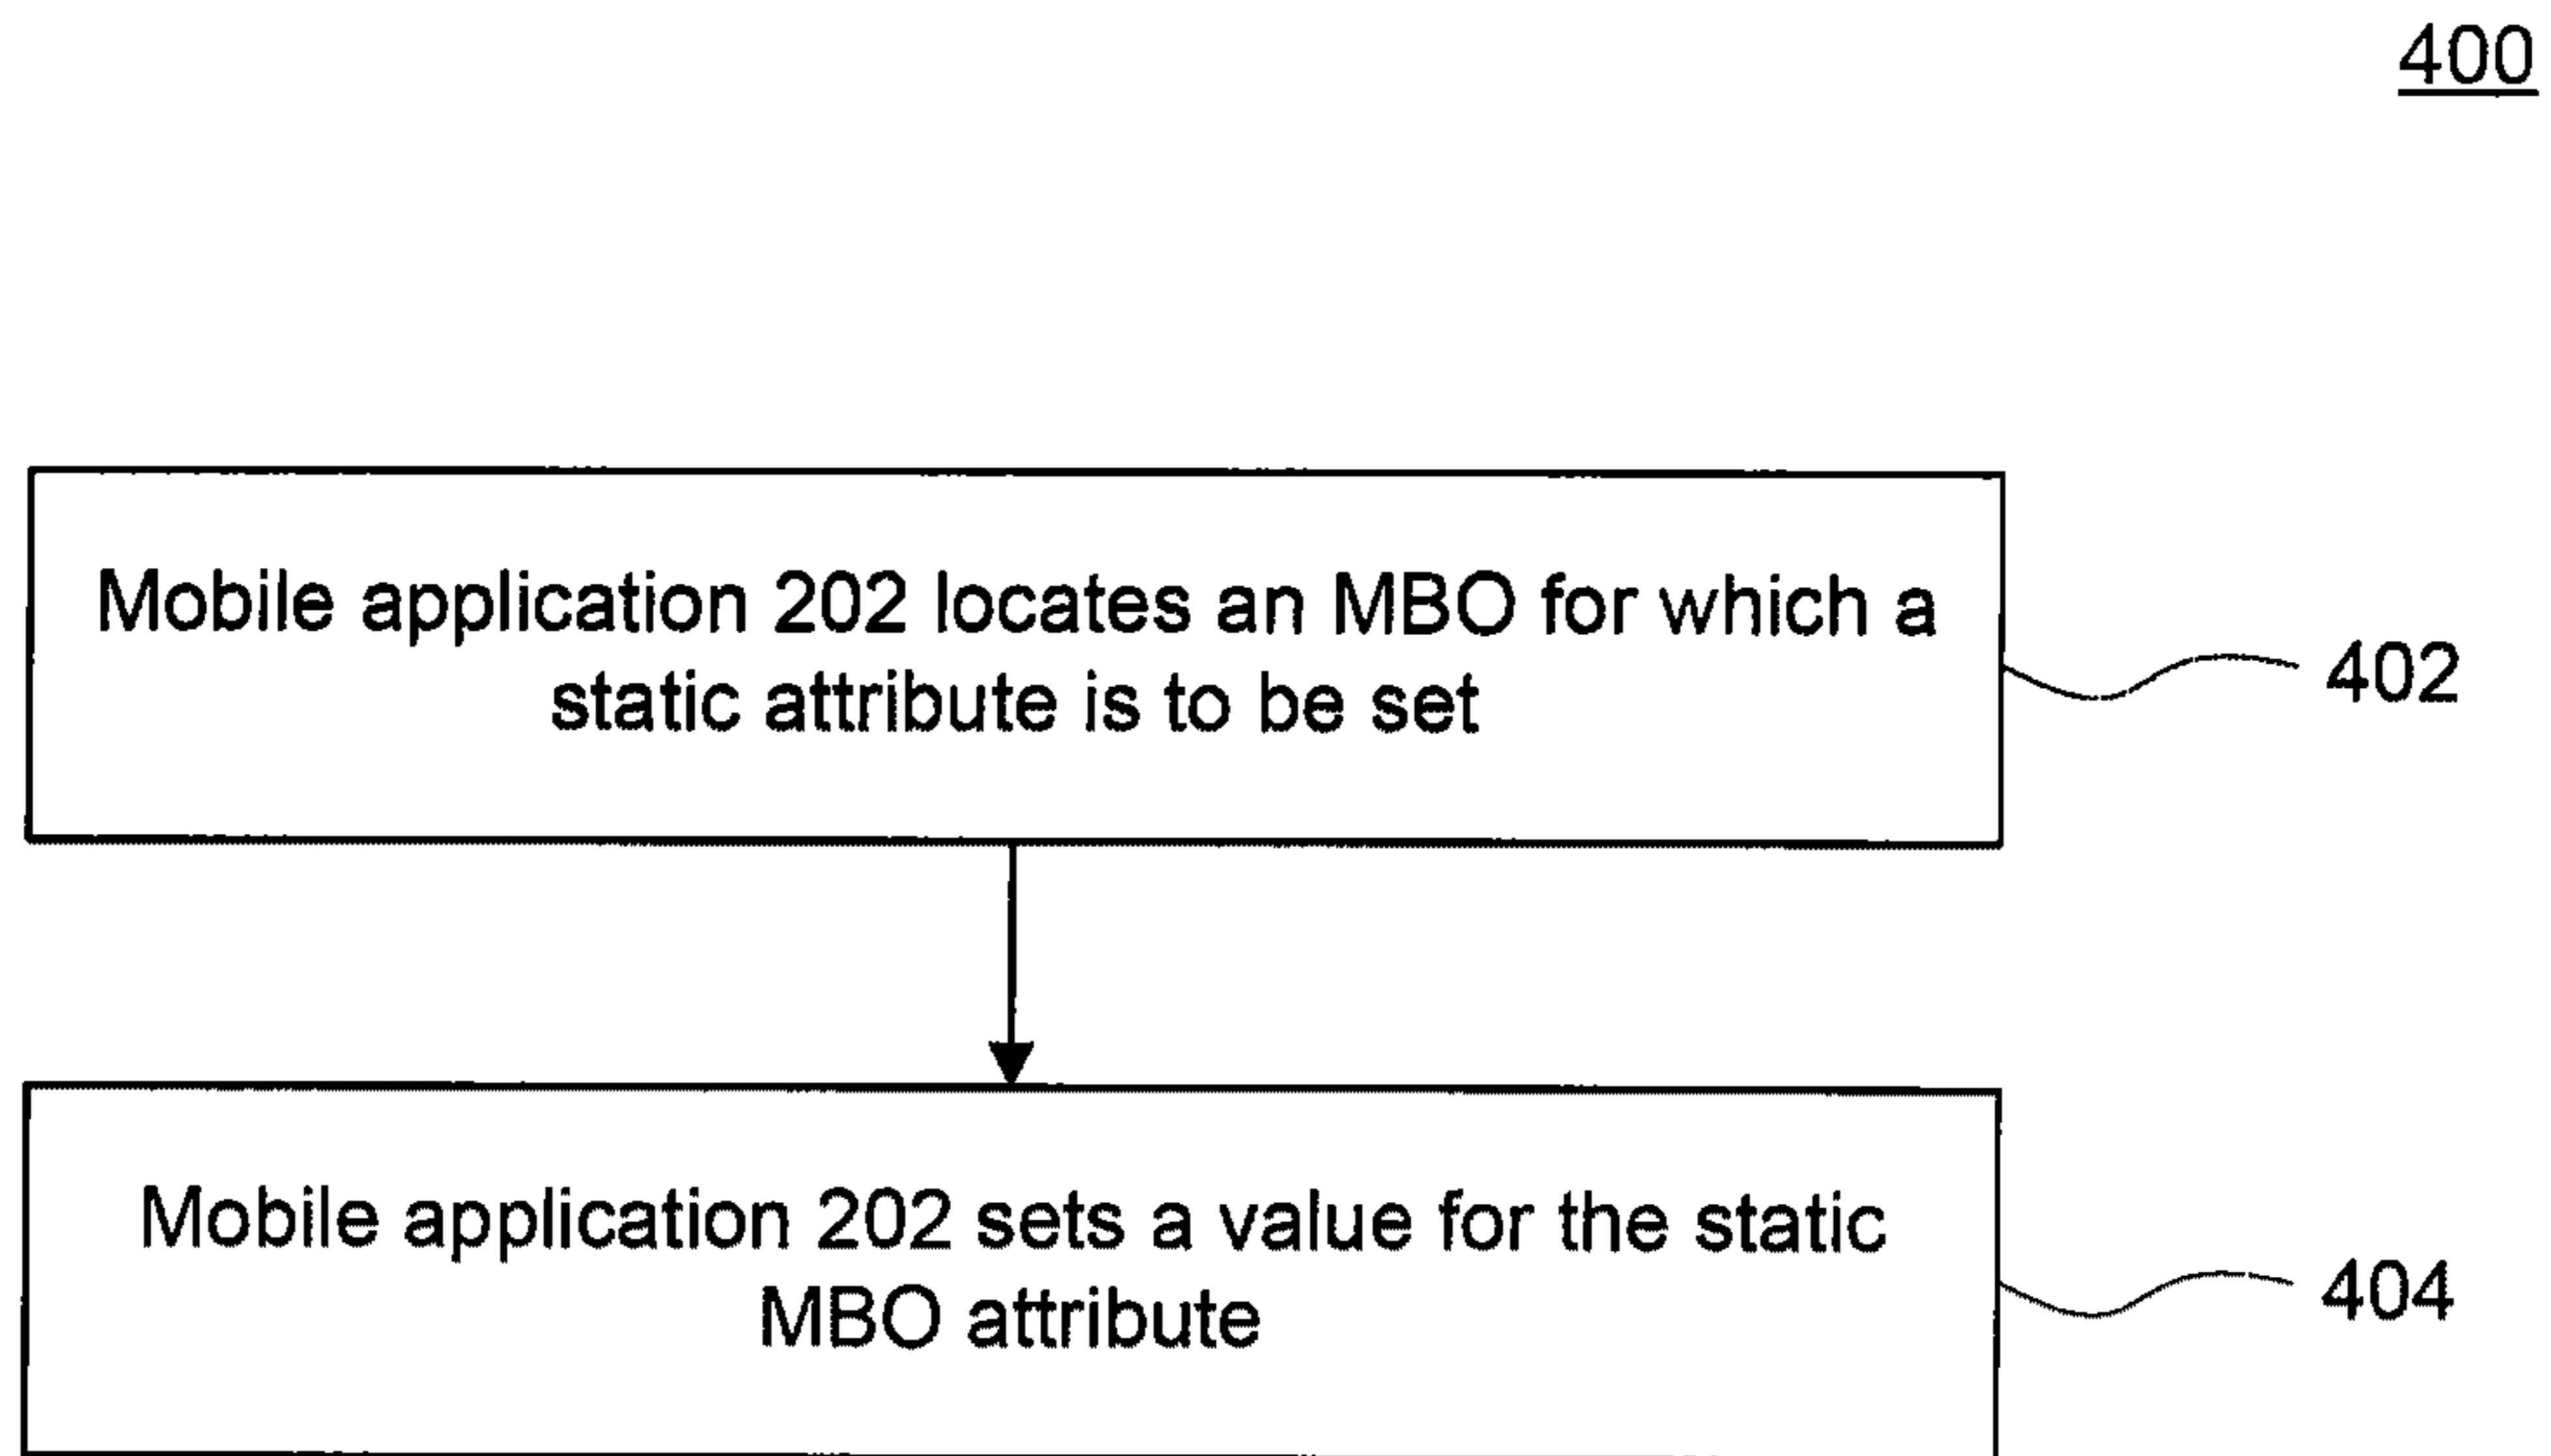 400
Mobile application 202 locates an MBO for which a
static attribute is to be set
402
Mobile application 202 sets a value for the static
MBO attribute
404